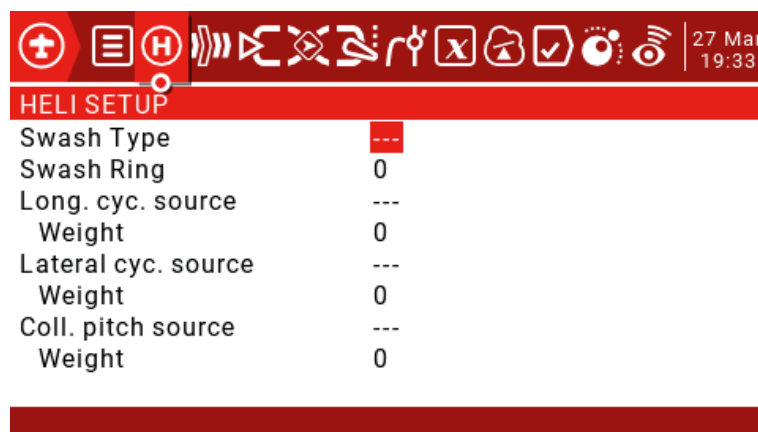 27 Mar
19:33
HELI SETUP
Swash Type ---
Swash Ring 0
Long. cyc. source ---
Weight 0
Lateral cyc. source ---
Weight 0
Coll. pitch source ---
Weight 0